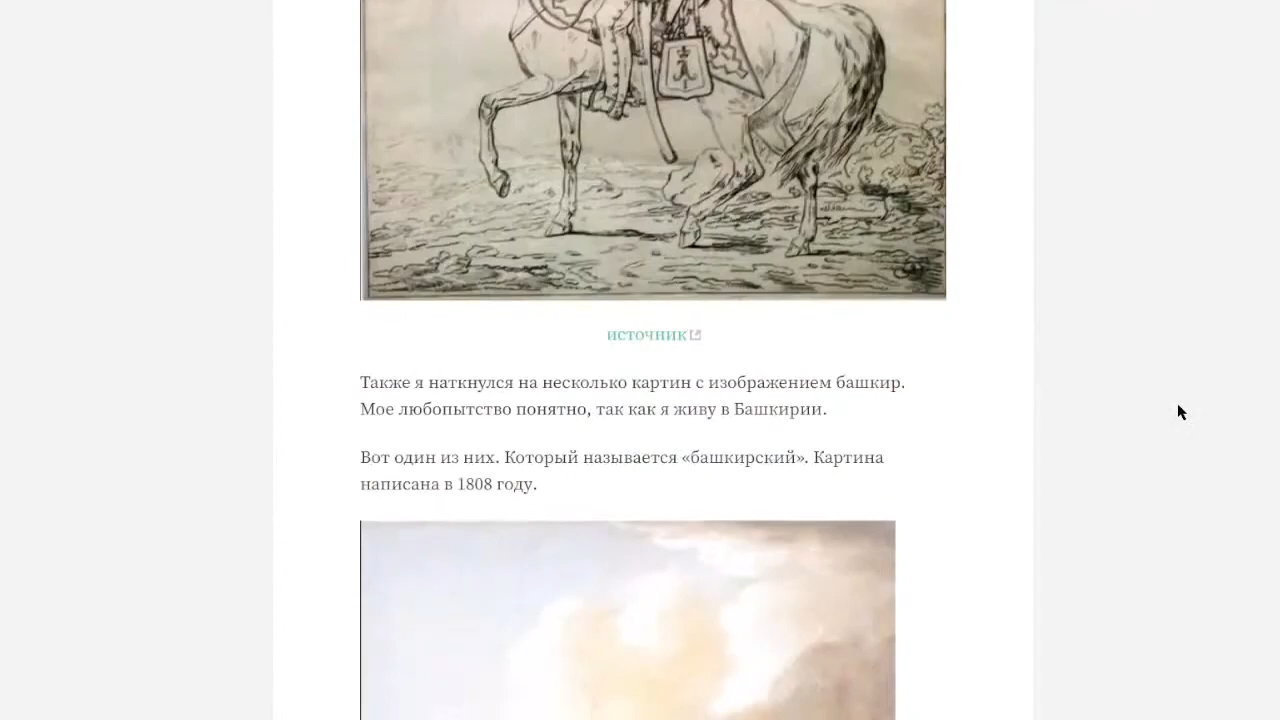 источник
Также я наткнулся на несколько картин с изображением башкир.
Мое любопытство понятно, так как я живу в Башкирии.
Вот один из них. Который называется «башкирский». Картина
написана в 1808 году.